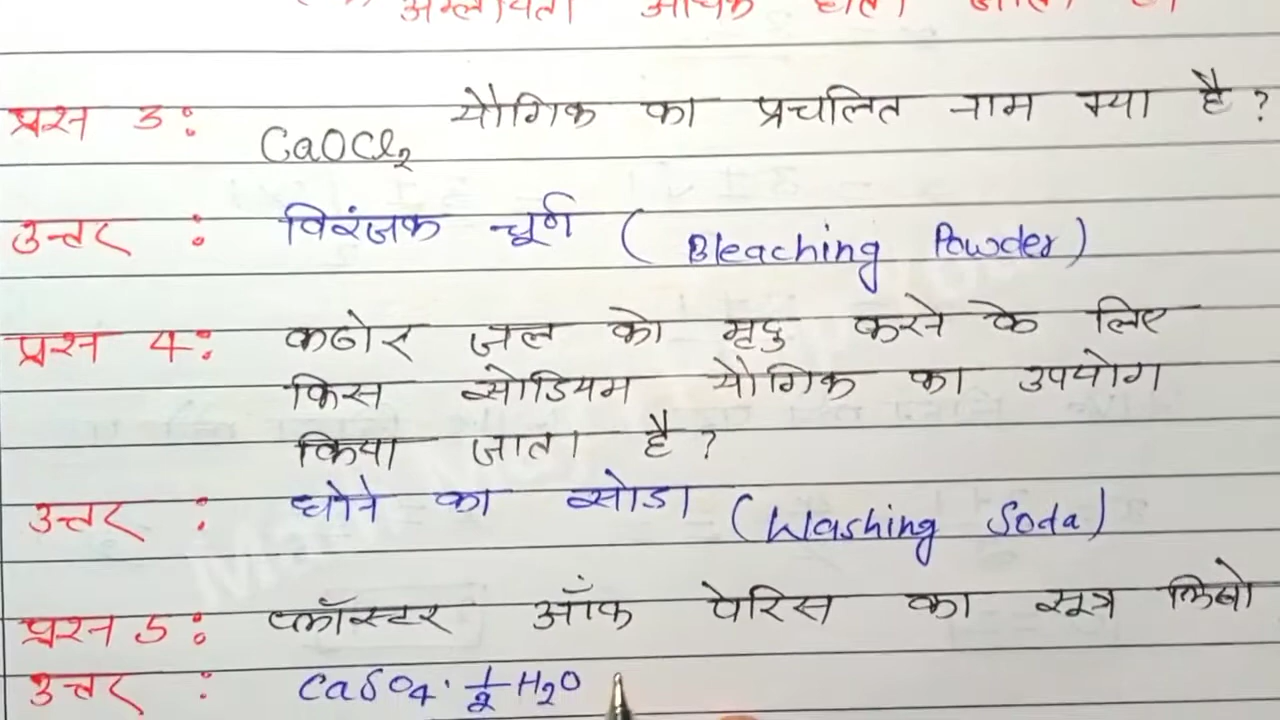 प्रश्न 3: CaOCl₂ यौगिक का प्रचलित नाम क्या है?
उत्तर : विरंजक चूर्ण (Bleaching Powder)
प्रश्न 4: कठोर जल को मृदु करने के लिए
किस सोडियम यौगिक का उपयोग
किया जाता है?
उत्तर : धोने का सोडा (Washing Soda)
प्रश्न 5: प्लॉस्टर ऑफ पेरिस का सूत्र लिखो
उत्तर : CaSO₄·½H₂O